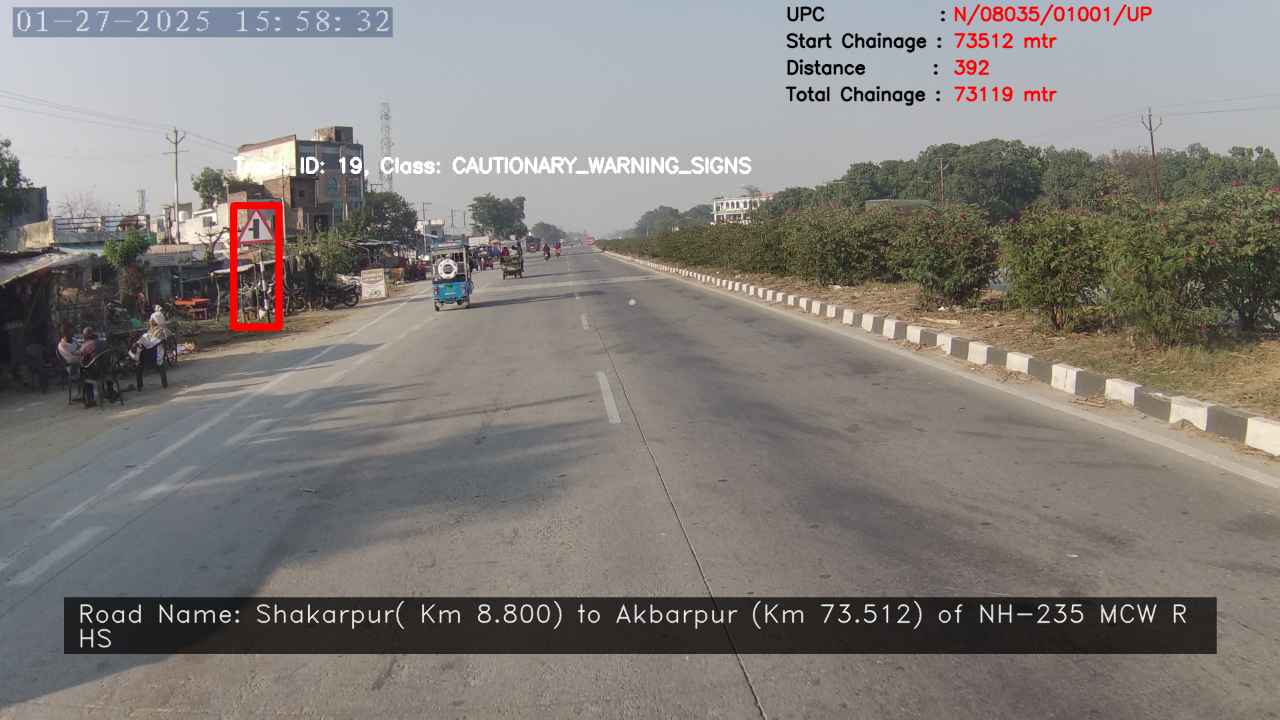 01-27-2025 15:58:32
UPC : N/08035/01001/UP
Start Chainage : 73512 mtr
Distance : 392
Total Chainage : 73119 mtr
ID: 19, Class: CAUTIONARY_WARNING_SIGNS
Road Name: Shakarpur( Km 8.800) to Akbarpur (Km 73.512) of NH-235 MCW R
HS